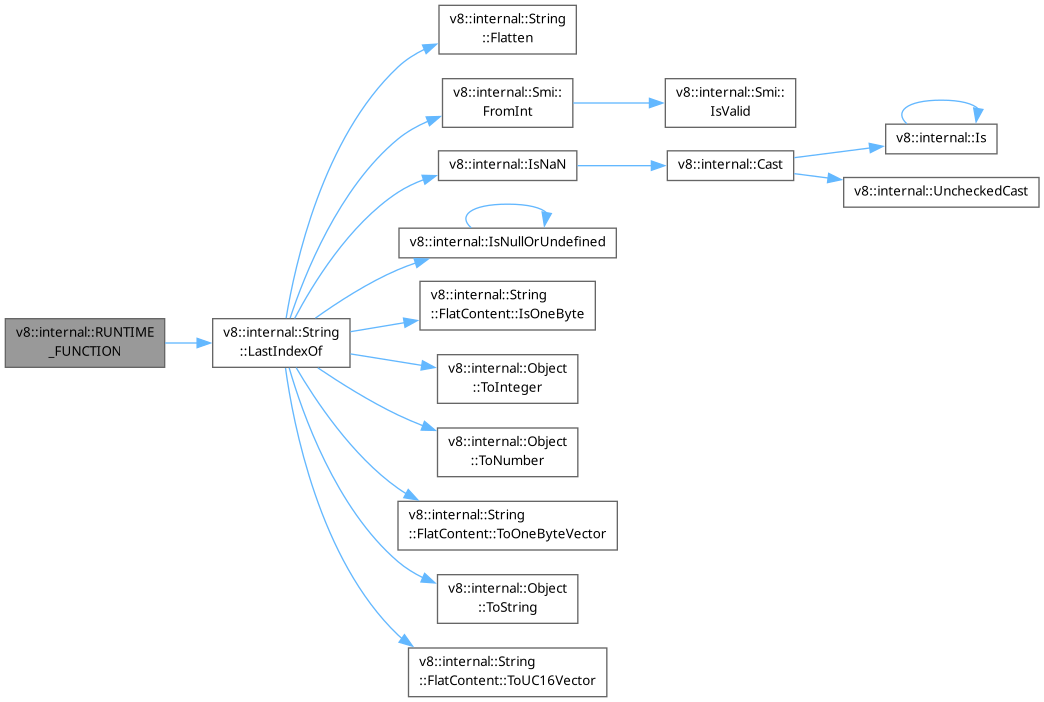 v8::internal::String
::Flatten
v8::internal::Smi::
FromInt
v8::internal::Smi::
IsValid
v8::internal::Is
v8::internal::IsNaN
v8::internal::Cast
v8::internal::UncheckedCast
v8::internal::IsNullOrUndefined
v8::internal::String
::FlatContent::IsOneByte
v8::internal::RUNTIME
_FUNCTION
v8::internal::String
::LastIndexOf
v8::internal::Object
::ToInteger
v8::internal::Object
::ToNumber
v8::internal::String
::FlatContent::ToOneByteVector
v8::internal::Object
::ToString
v8::internal::String
::FlatContent::ToUC16Vector